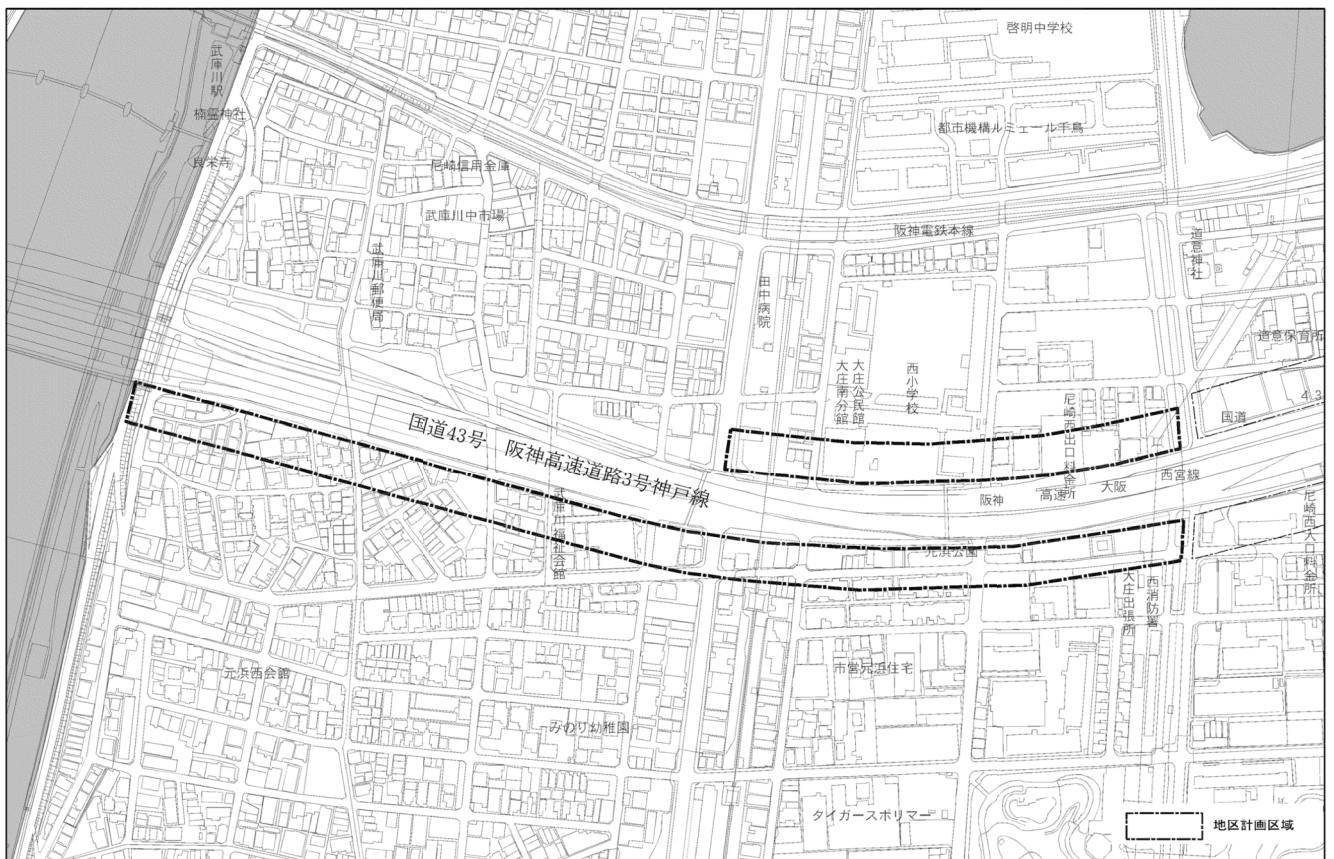 啓明中学校
武庫川駅
楠霊神社
良栄寺
都市機構ルミエール千鳥
尼崎信用金庫
武庫川中市場
阪神電鉄本線
武庫川郵便局
道意神社
田中病院
道意保育所
大庄公民館
大庄南分館
西小学校
尼崎西出口料金所
国道
43
国道43号 阪神高速道路3号神戸線
阪神
高速
大阪
西宮線
武庫川福祉会館
元浜公園
尼崎西入口料金所
西消防署
大庄出張所
元浜西会館
市営元浜住宅
みのり幼稚園
タイガースポリマー
地区計画区域